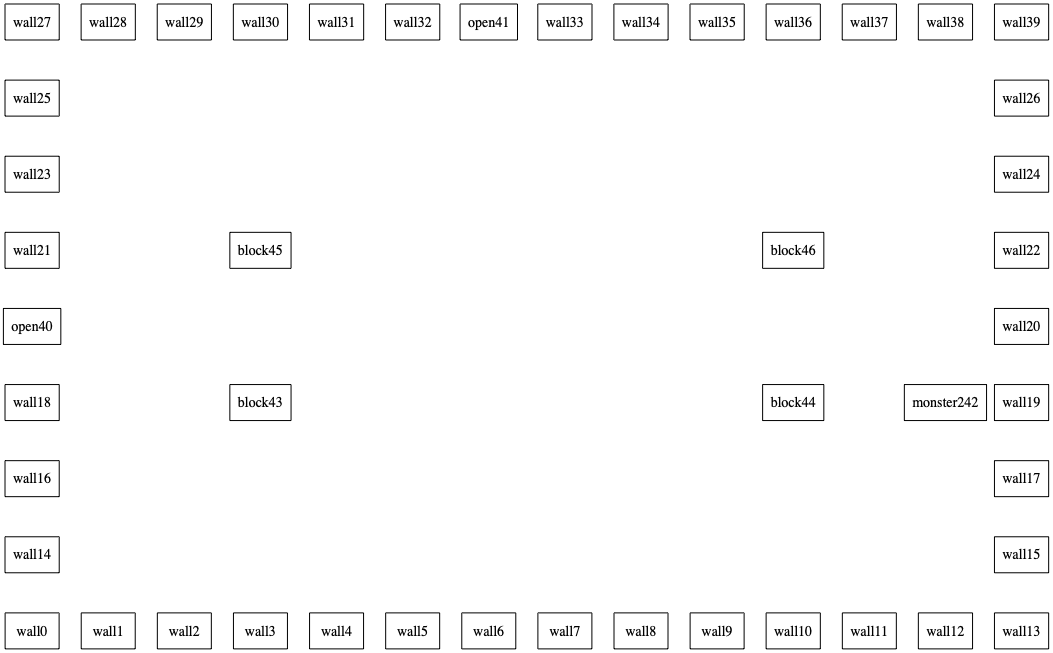 wall27 wall28 wall29 wall30 wall31 wall32 open41 wall33 wall34 wall35 wall36 wall37 wall38 wall39
wall25 wall26
wall23 wall24
wall21 block45 block46 wall22
open40 wall20
wall18 block43 block44 monster242 wall19
wall16 wall17
wall14 wall15
wall0 wall1 wall2 wall3 wall4 wall5 wall6 wall7 wall8 wall9 wall10 wall11 wall12 wall13